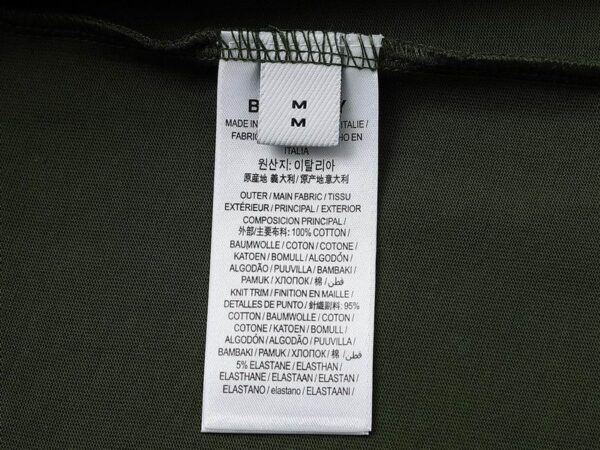 M
M
B Y
MADE IN ITALIE /
FABRI HO EN
ITALIA
원산지: 이탈리아
原産地 義大利 / 原产地意大利
OUTER / MAIN FABRIC / TISSU
EXTÉRIEUR / PRINCIPAL / EXTERIOR
COMPOSICION PRINCIPAL /
外部/主要布料: 100% COTTON /
BAUMWOLLE / COTON / COTONE /
KATOEN / BOMULL / ALGODÓN /
ALGODÃO / PUUVILLA / BAMBAKI /
PAMUK / ХЛОПОК / 棉 / قطن /
KNIT TRIM / FINITION EN MAILLE /
DETALLES DE PUNTO / 針織副料: 95%
COTTON / BAUMWOLLE / COTON /
COTONE / KATOEN / BOMULL /
ALGODÓN / ALGODÃO / PUUVILLA /
BAMBAKI / PAMUK / ХЛОПОК / 棉 / قطن /
5% ELASTANE / ELASTHAN /
ELASTHANNE / ELASTAAN / ELASTAN /
ELASTANO / elastano / ELASTAANI /